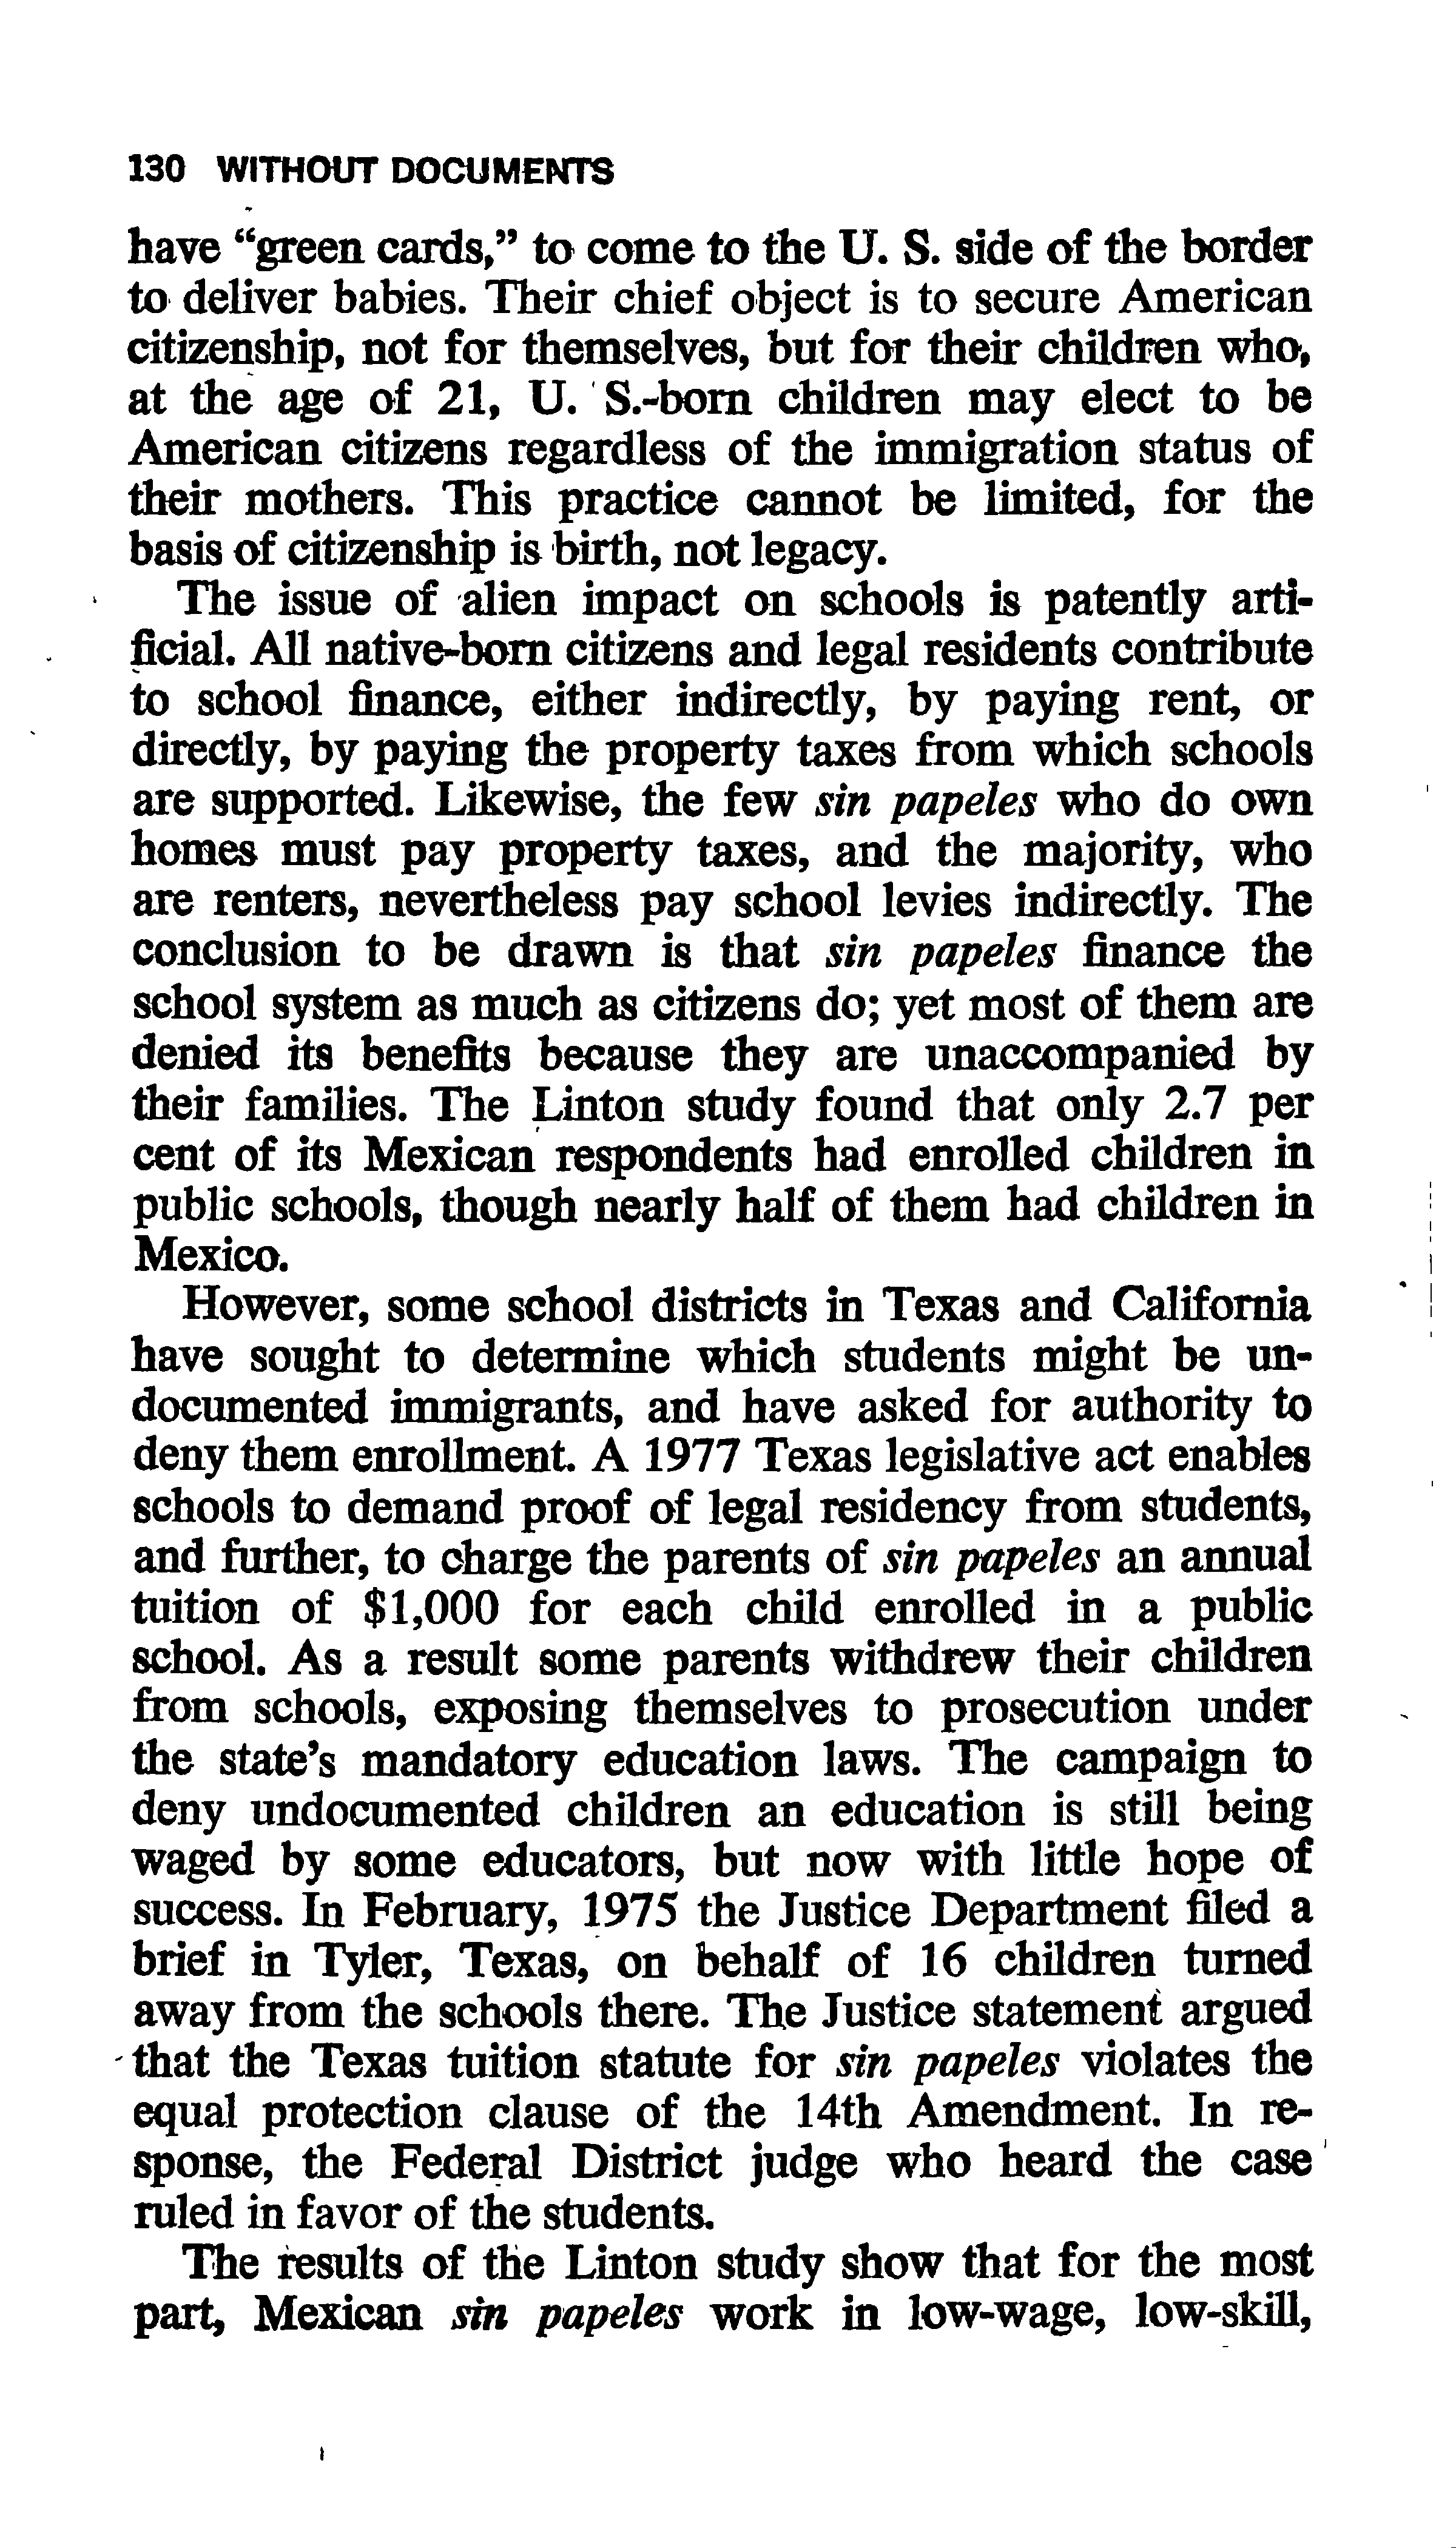 130 WITHOUT DOCUMENTS
have “green cards,” to come to the U. S. side of the border
to deliver babies. Their chief object is to secure American
citizenship, not for themselves, but for their children who,
at the age of 21, U. S.-born children may elect to be
American citizens regardless of the immigration status of
their mothers. This practice cannot be limited, for the
basis of citizenship is birth, not legacy.
The issue of alien impact on schools is patently arti-
ficial. All native-born citizens and legal residents contribute
to school finance, either indirectly, by paying rent, or
directly, by paying the property taxes from which schools
are supported. Likewise, the few sin papeles who do own
homes must pay property taxes, and the majority, who
are renters, nevertheless pay school levies indirectly. The
conclusion to be drawn is that sin papeles finance the
school system as much as citizens do; yet most of them are
denied its benefits because they are unaccompanied by
their families. The Linton study found that only 2.7 per
cent of its Mexican respondents had enrolled children in
public schools, though nearly half of them had children in
Mexico.
However, some school districts in Texas and California
have sought to determine which students might be un-
documented immigrants, and have asked for authority to
deny them enrollment. A 1977 Texas legislative act enables
schools to demand proof of legal residency from students,
and further, to charge the parents of sin papeles an annual
tuition of $1,000 for each child enrolled in a public
school. As a result some parents withdrew their children
from schools, exposing themselves to prosecution under
the state’s mandatory education laws. The campaign to
deny undocumented children an education is still being
waged by some educators, but now with little hope of
success. In February, 1975 the Justice Department filed a
brief in Tyler, Texas, on behalf of 16 children turned
away from the schools there. The Justice statement argued
that the Texas tuition statute for sin papeles violates the
equal protection clause of the 14th Amendment. In re-
sponse, the Federal District judge who heard the case
ruled in favor of the students.
The results of the Linton study show that for the most
part, Mexican sin papeles work in low-wage, low-skill,